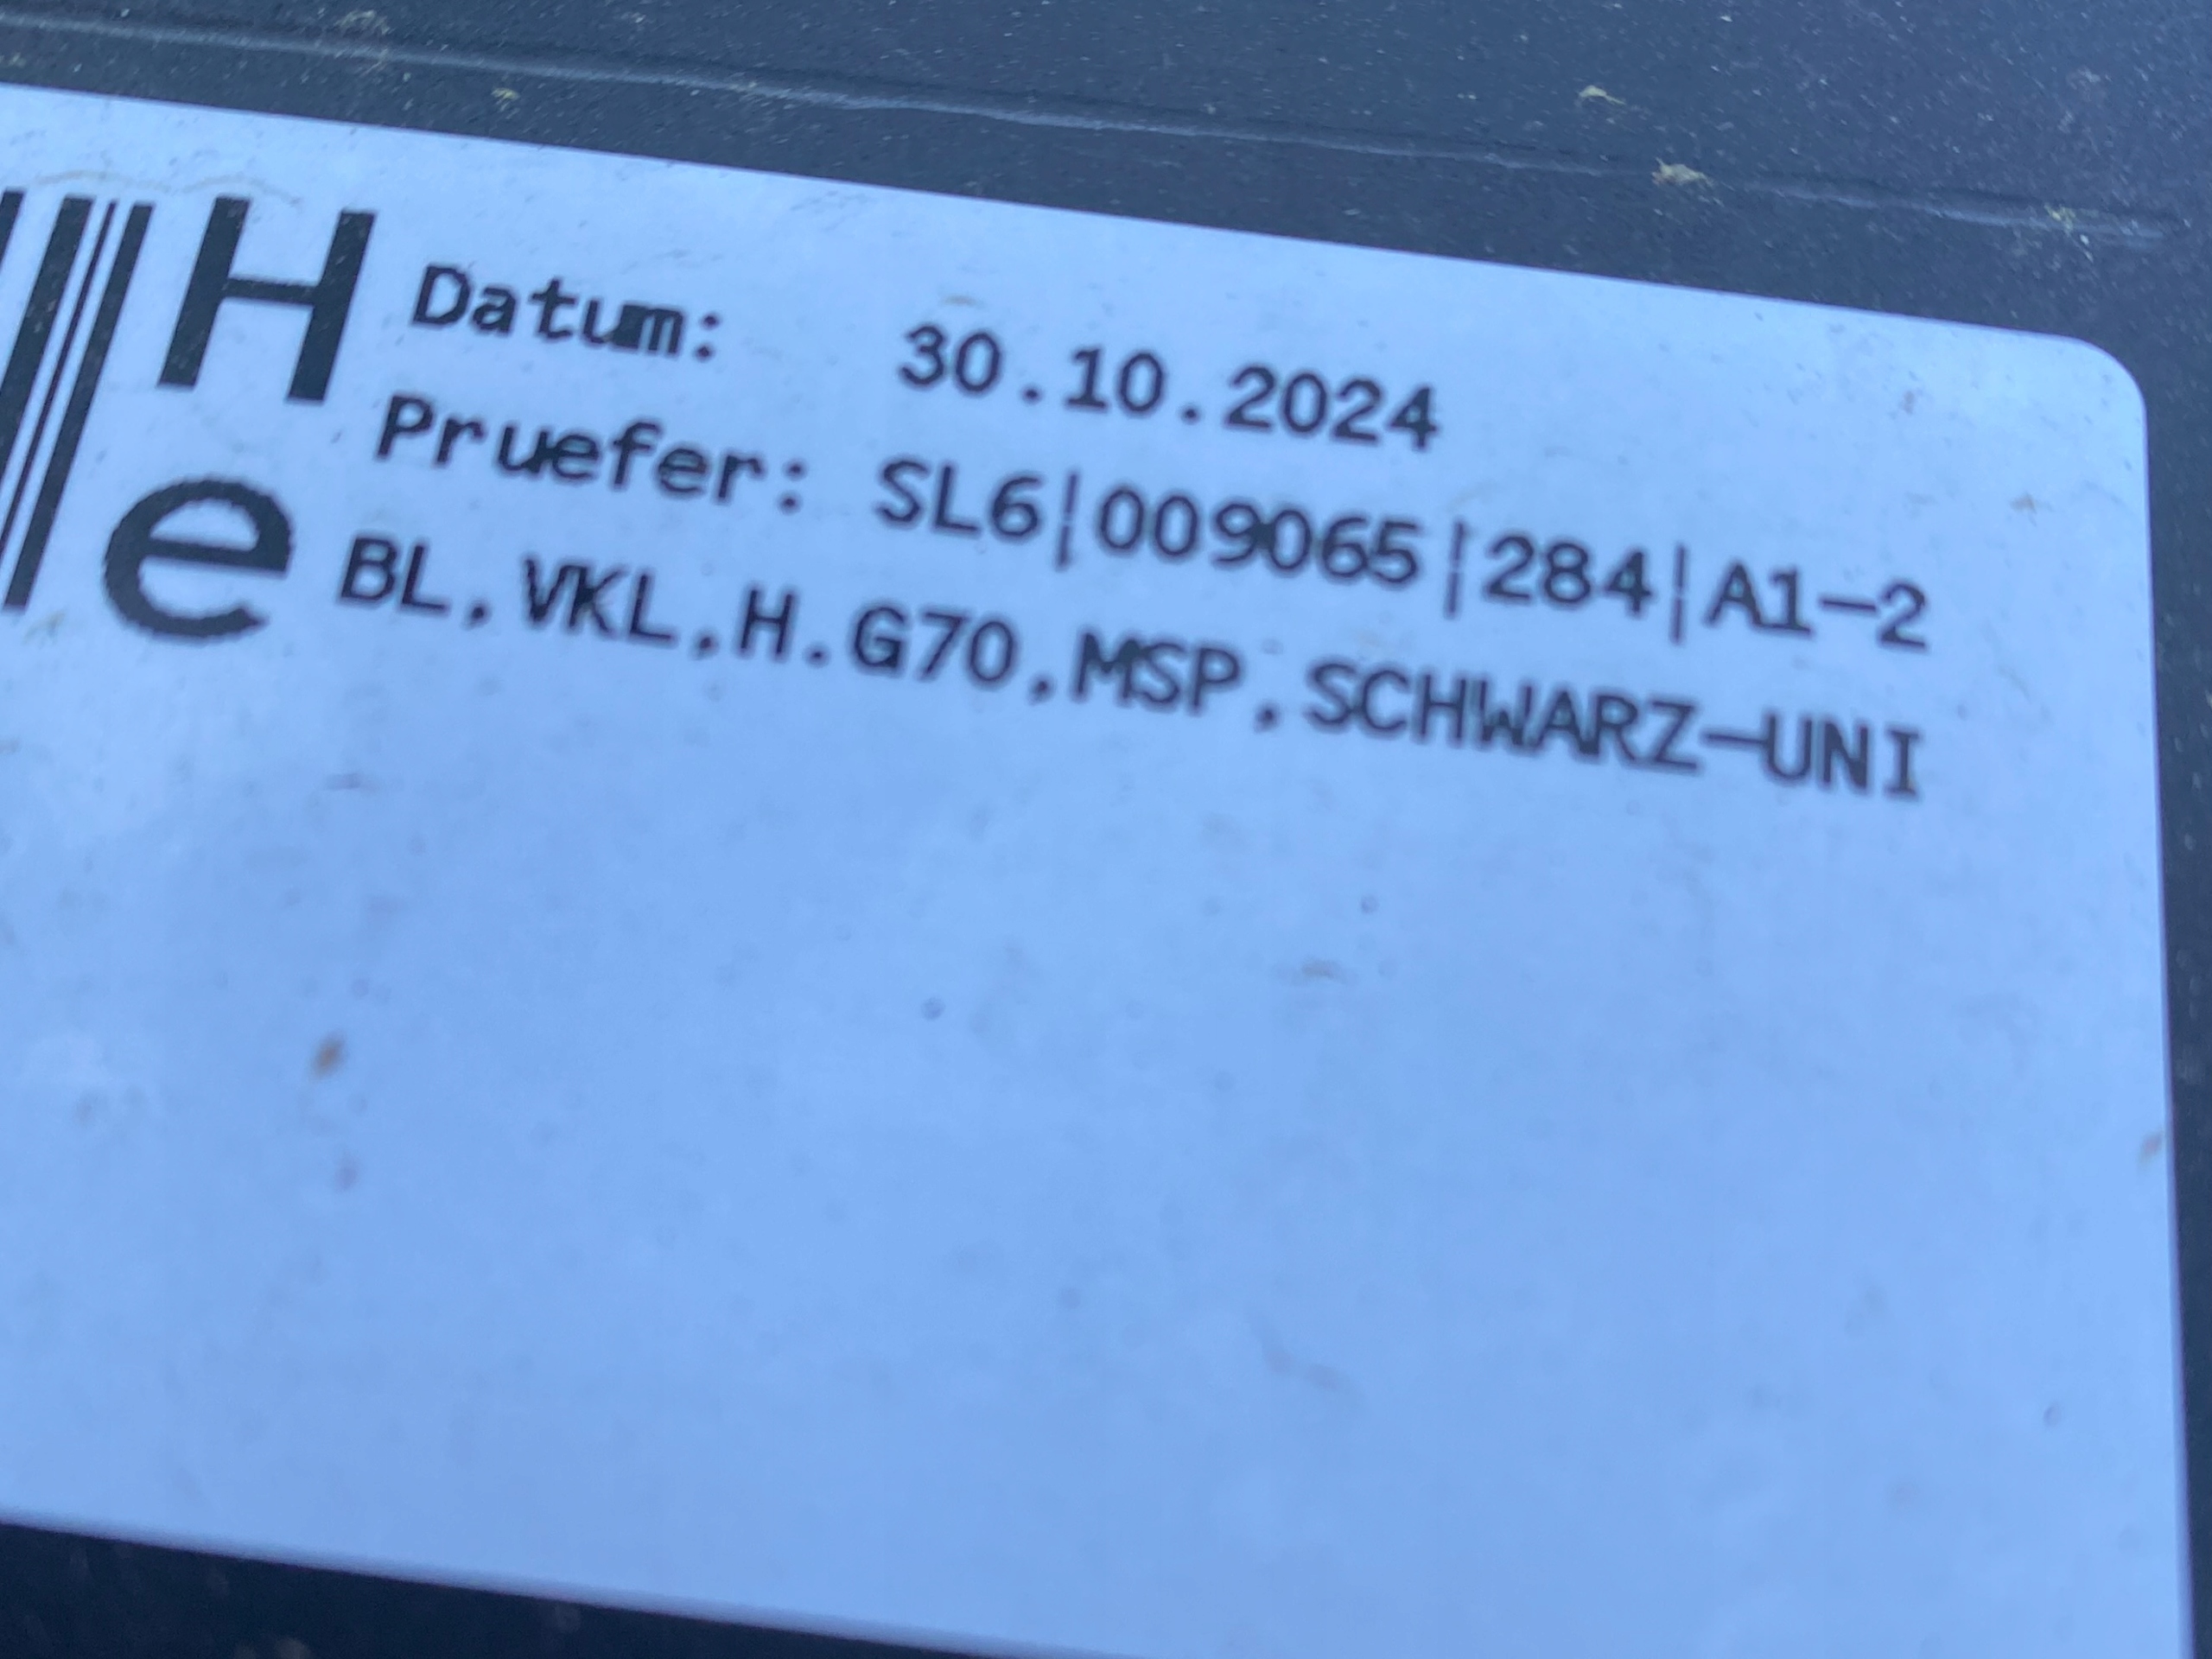 H
Datum: 30.10.2024
Pruefer: SL6|009065|284|A1-2
e
BL,VKL,H.G70,MSP,SCHWARZ-UNI